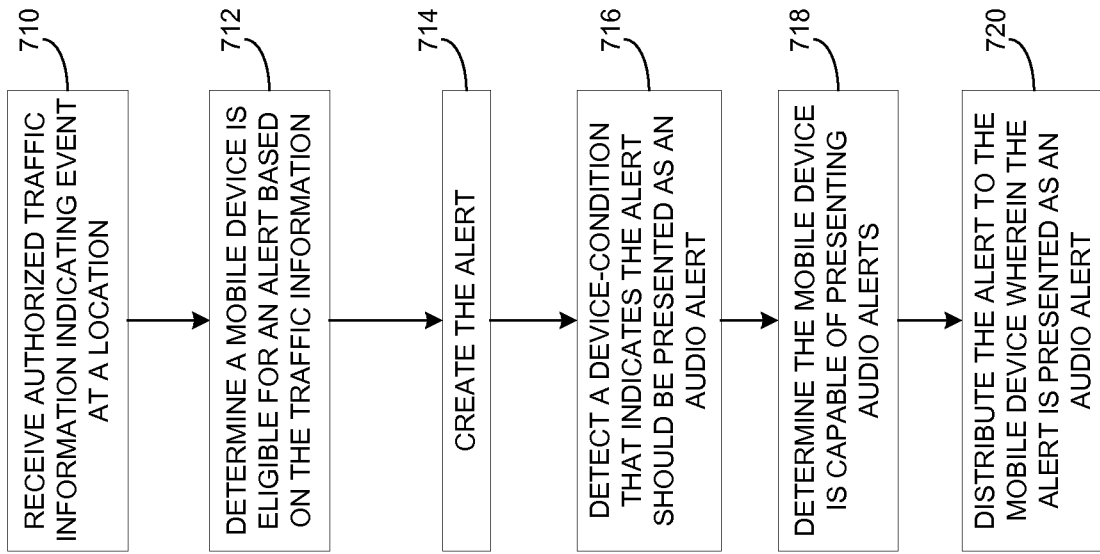 710
RECEIVE AUTHORIZED TRAFFIC
INFORMATION INDICATING EVENT
AT A LOCATION
712
DETERMINE A MOBILE DEVICE IS
ELIGIBLE FOR AN ALERT BASED
ON THE TRAFFIC INFORMATION
714
CREATE THE ALERT
716
DETECT A DEVICE-CONDITION
THAT INDICATES THE ALERT
SHOULD BE PRESENTED AS AN
AUDIO ALERT
718
DETERMINE THE MOBILE DEVICE
IS CAPABLE OF PRESENTING
AUDIO ALERTS
720
DISTRIBUTE THE ALERT TO THE
MOBILE DEVICE WHEREIN THE
ALERT IS PRESENTED AS AN
AUDIO ALERT